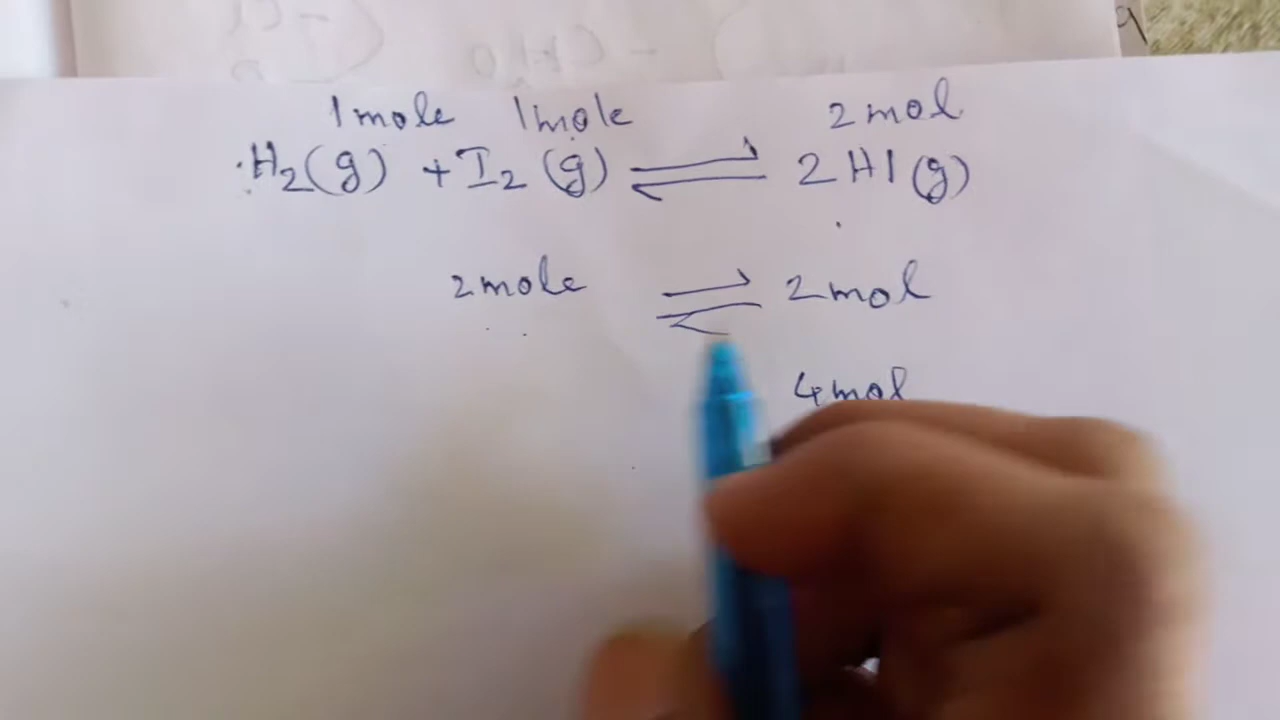 1mole 1mole 2mol
H₂(g) + I₂(g) ⇌ 2HI(g)
2mole ⇌ 2mol
4mol